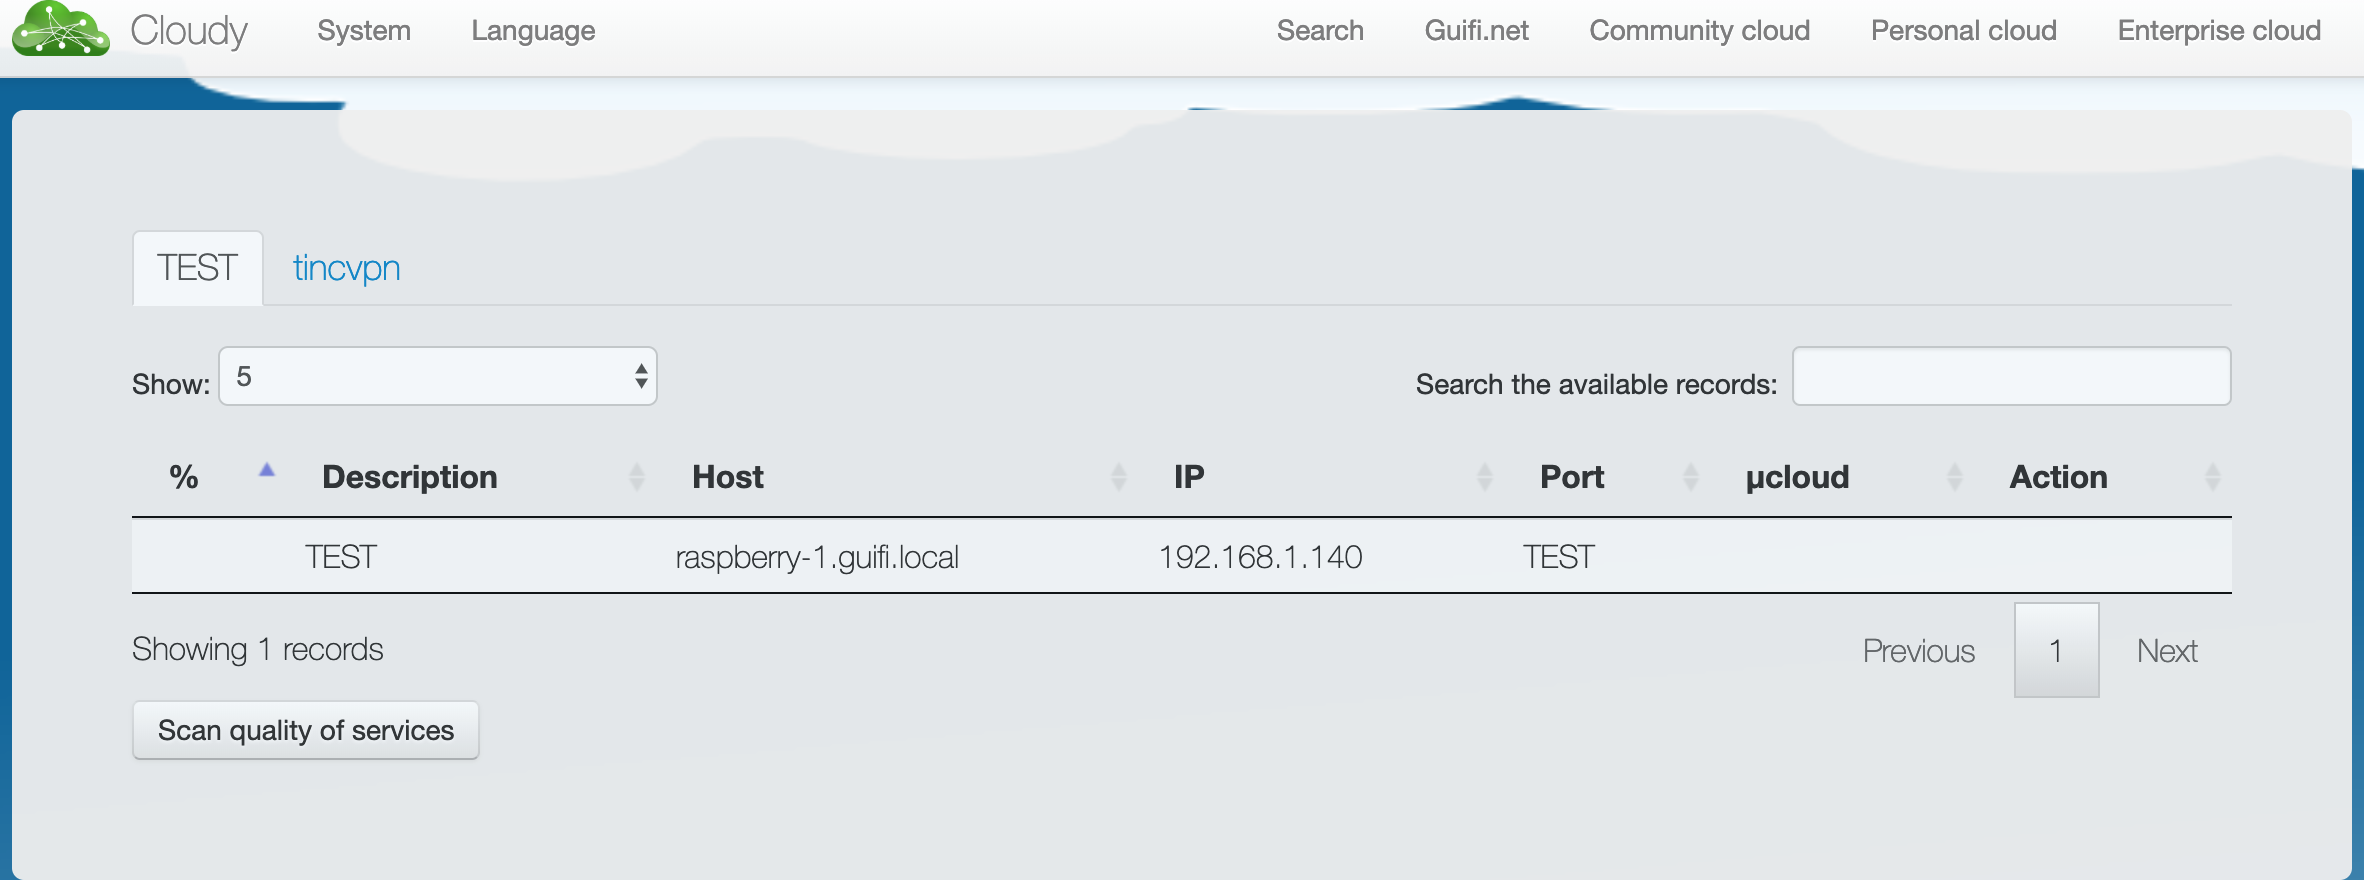 Cloudy System Language Search Guifi.net Community cloud Personal cloud Enterprise cloud
TEST tincvpn
Show: 5 Search the available records:
% Description Host IP Port µcloud Action
TEST raspberry-1.guifi.local 192.168.1.140 TEST
Showing 1 records Previous 1 Next
Scan quality of services